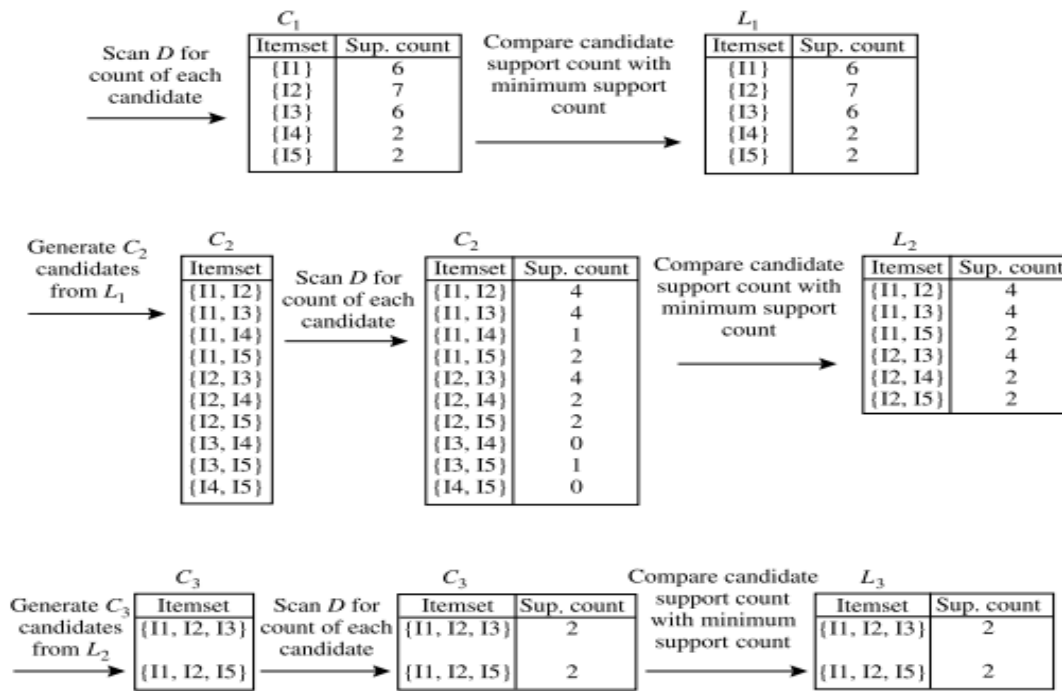 C1
L1
Scan D for
count of each
candidate
Itemset Sup. count
{I1} 6
{I2} 7
{I3} 6
{I4} 2
{I5} 2
Compare candidate
support count with
minimum support
count
Itemset Sup. count
{I1} 6
{I2} 7
{I3} 6
{I4} 2
{I5} 2
Generate C2
candidates
from L1
C2
Itemset
{I1, I2}
{I1, I3}
{I1, I4}
{I1, I5}
{I2, I3}
{I2, I4}
{I2, I5}
{I3, I4}
{I3, I5}
{I4, I5}
Scan D for
count of each
candidate
C2
Itemset Sup. count
{I1, I2} 4
{I1, I3} 4
{I1, I4} 1
{I1, I5} 2
{I2, I3} 4
{I2, I4} 2
{I2, I5} 2
{I3, I4} 0
{I3, I5} 1
{I4, I5} 0
Compare candidate
support count with
minimum support
count
L2
Itemset Sup. count
{I1, I2} 4
{I1, I3} 4
{I1, I5} 2
{I2, I3} 4
{I2, I4} 2
{I2, I5} 2
Generate C3
candidates
from L2
C3
Itemset
{I1, I2, I3}
{I1, I2, I5}
Scan D for
count of each
candidate
C3
Itemset Sup. count
{I1, I2, I3} 2
{I1, I2, I5} 2
Compare candidate
support count
with minimum
support count
L3
Itemset Sup. count
{I1, I2, I3} 2
{I1, I2, I5} 2